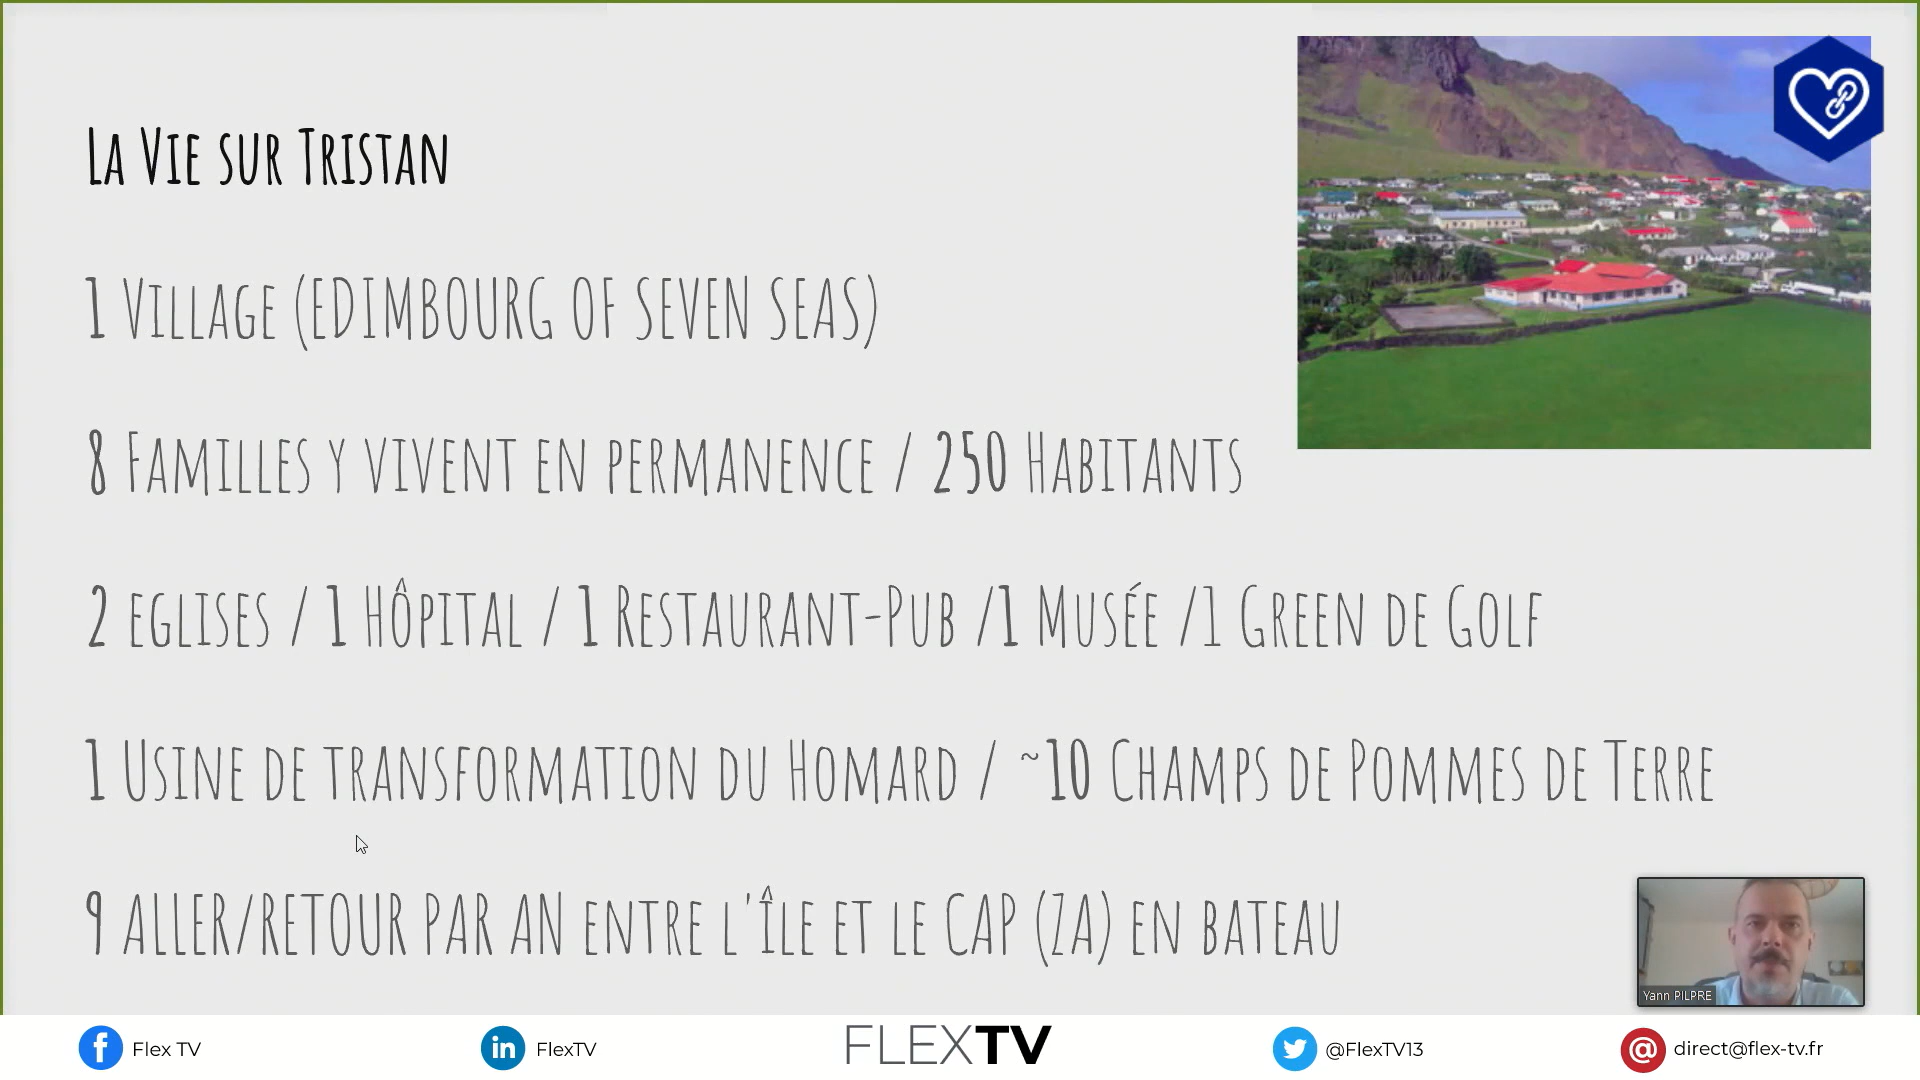 La Vie sur Tristan
1 Village (EDIMBOURG OF SEVEN SEAS)
8 Familles y vivent en permanence / 250 Habitants
2 eglises / 1 Hôpital / 1 Restaurant-Pub /1 Musée /1 Green de Golf
1 Usine de transformation du Homard / ~10 Champs de Pommes de Terre
9 ALLER/RETOUR PAR AN entre l'île et le CAP (ZA) en bateau
Yann PILPRE
Flex TV
FlexTV
FLEXTV
@FlexTV13
direct@flex-tv.fr